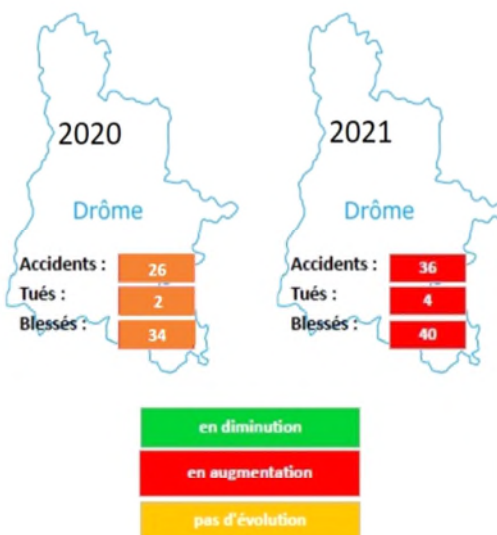 2020
Drôme
Accidents : 26
Tués : 2
Blessés : 34
2021
Drôme
Accidents : 36
Tués : 4
Blessés : 40
en diminution
en augmentation
pas d'évolution